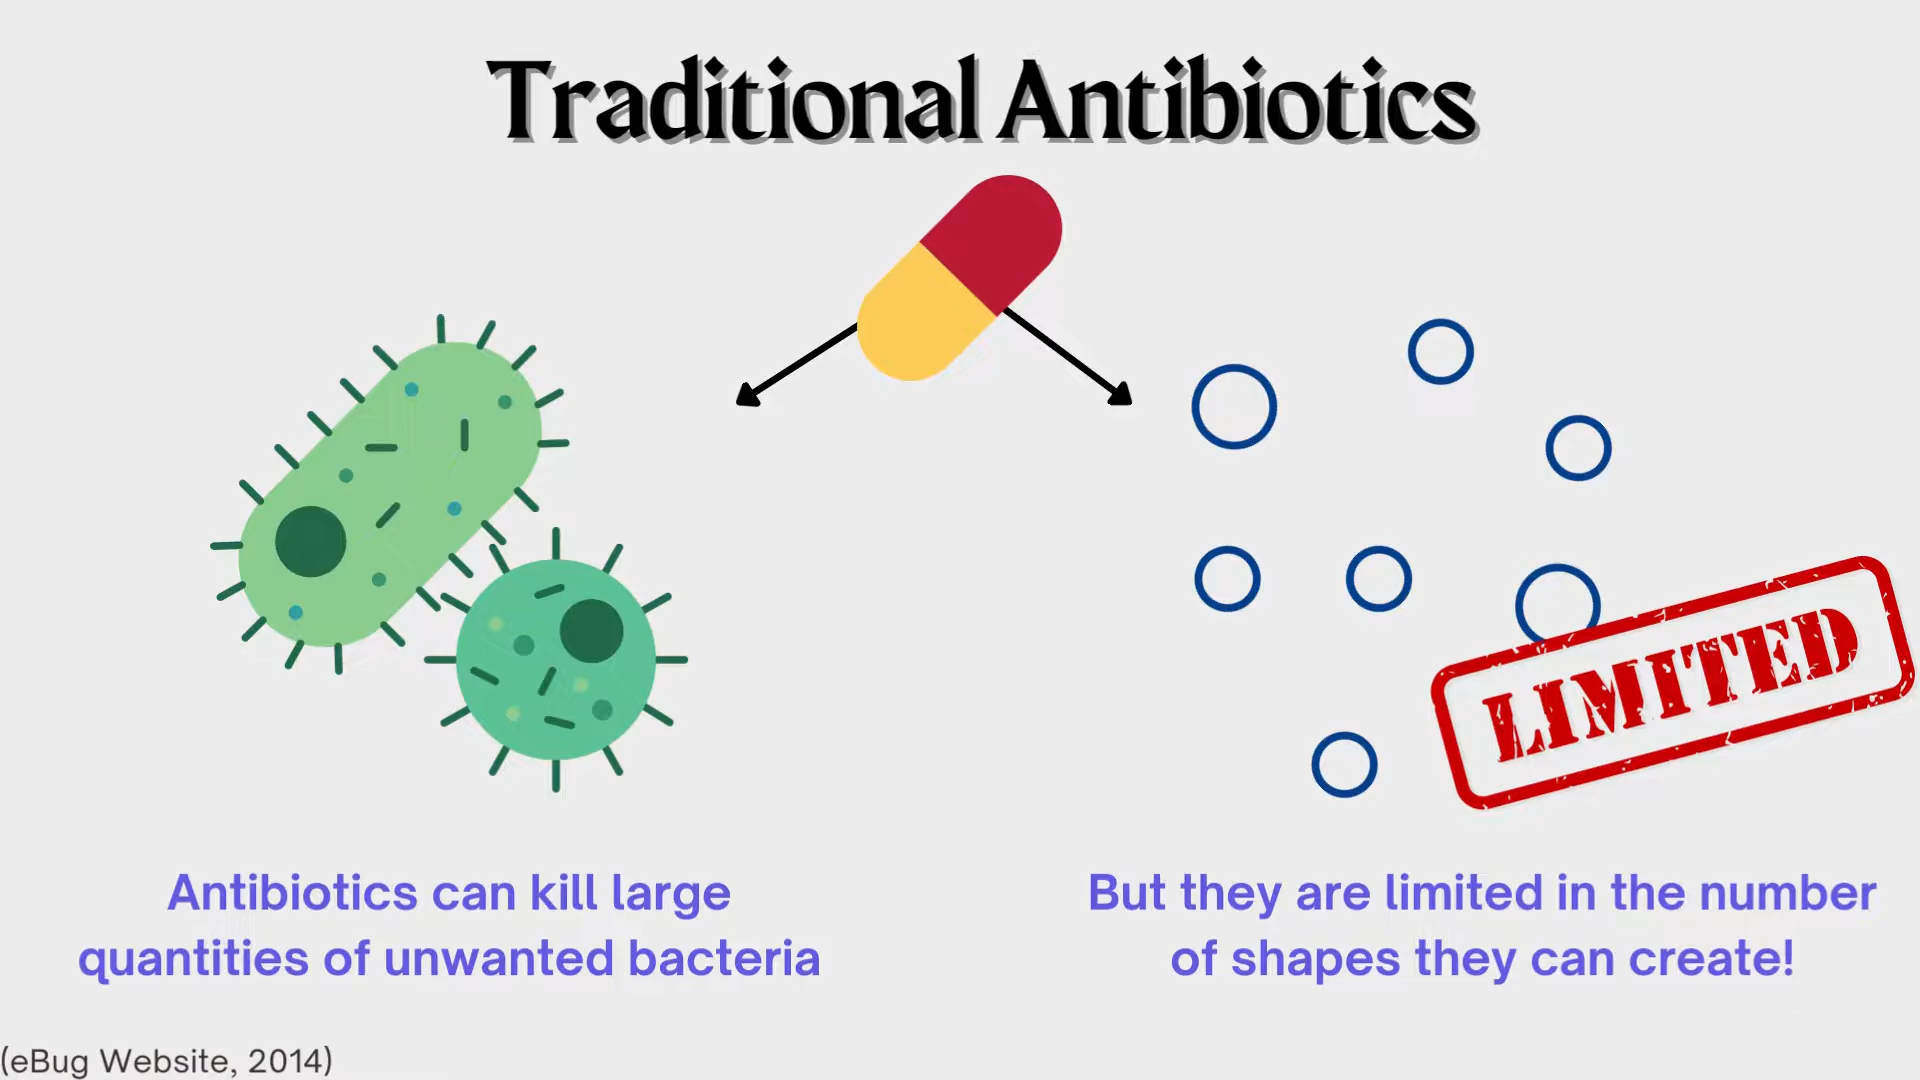 Traditional Antibiotics
LIMITED
Antibiotics can kill large
quantities of unwanted bacteria
But they are limited in the number
of shapes they can create!
(eBug Website, 2014)